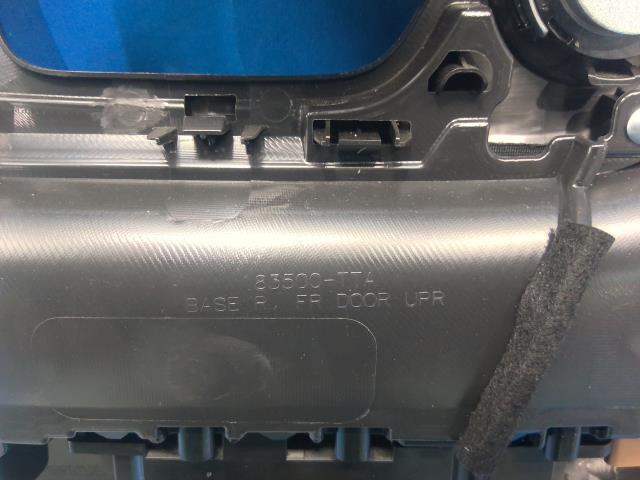 83500-TTA
BASE R, FR DOOR UPR